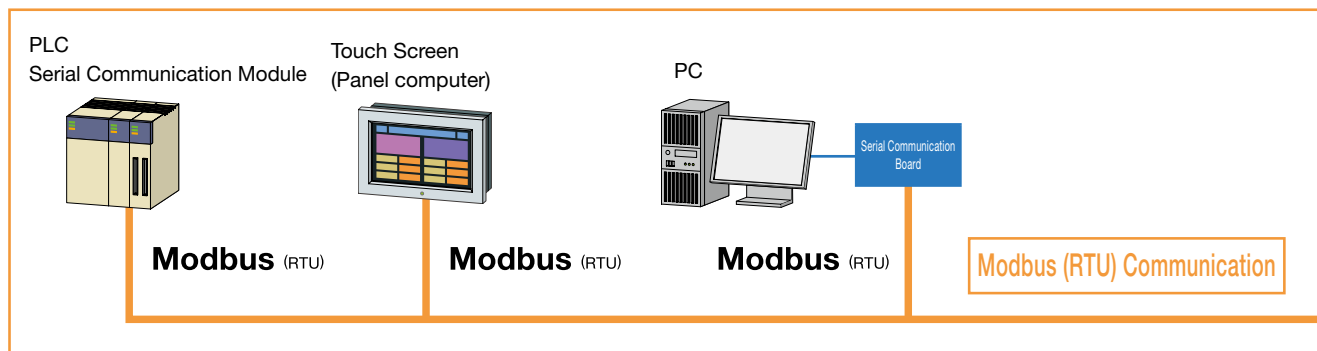 PLC
Serial Communication Module
Touch Screen
(Panel computer)
PC
Serial Communication
Board
Modbus (RTU)
Modbus (RTU)
Modbus (RTU)
Modbus (RTU) Communication